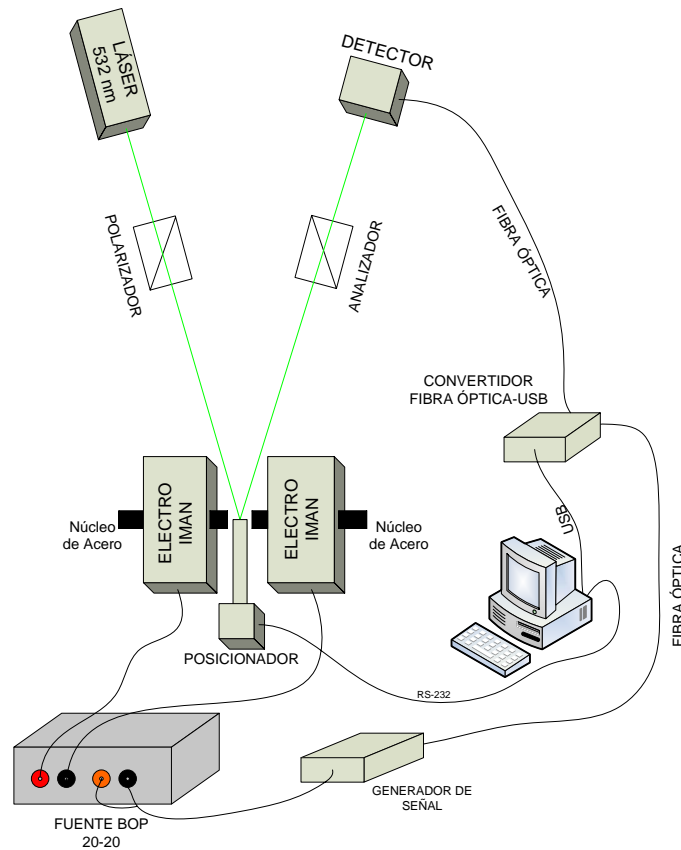 LÁSER
532 nm
DETECTOR
POLARIZADOR
ANALIZADOR
FIBRA ÓPTICA
CONVERTIDOR
FIBRA ÓPTICA-USB
ELECTRO
IMAN
ELECTRO
IMAN
Núcleo
de Acero
Núcleo
de Acero
USB
FIBRA ÓPTICA
POSICIONADOR
RS-232
GENERADOR DE
SEÑAL
FUENTE BOP
20-20